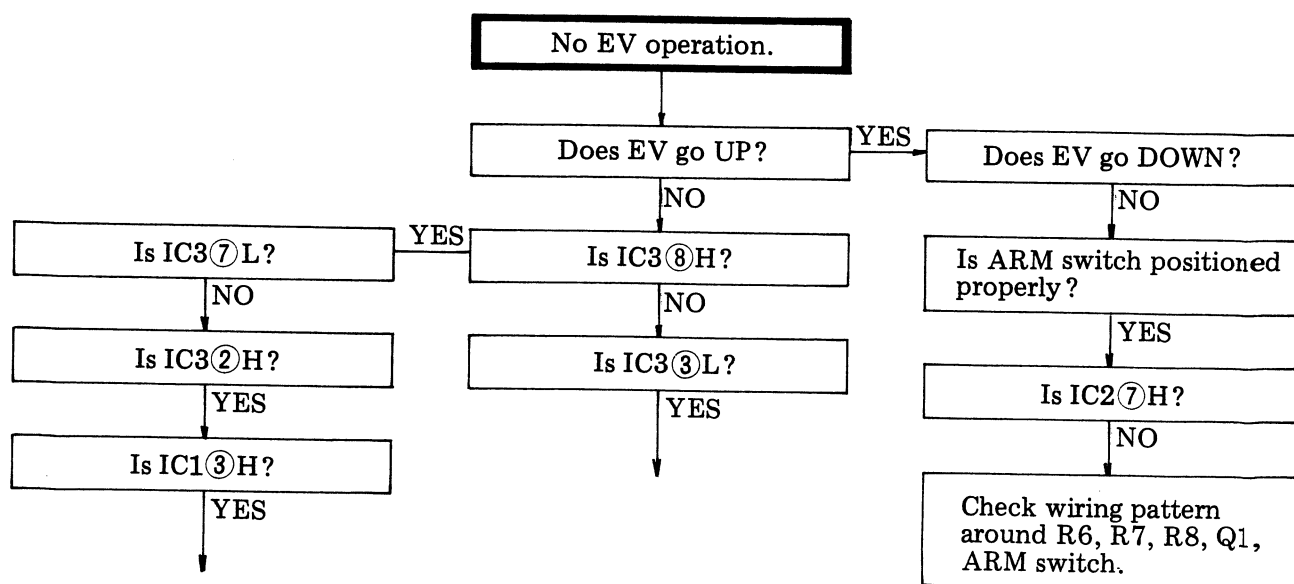 No EV operation.
Does EV go UP?
YES
Does EV go DOWN?
NO
NO
Is IC3⑦L?
YES
Is IC3⑧H?
Is ARM switch positioned
properly?
NO
NO
YES
Is IC3②H?
Is IC3③L?
Is IC2⑦H?
YES
YES
NO
Is IC1③H?
YES
Check wiring pattern
around R6, R7, R8, Q1,
ARM switch.